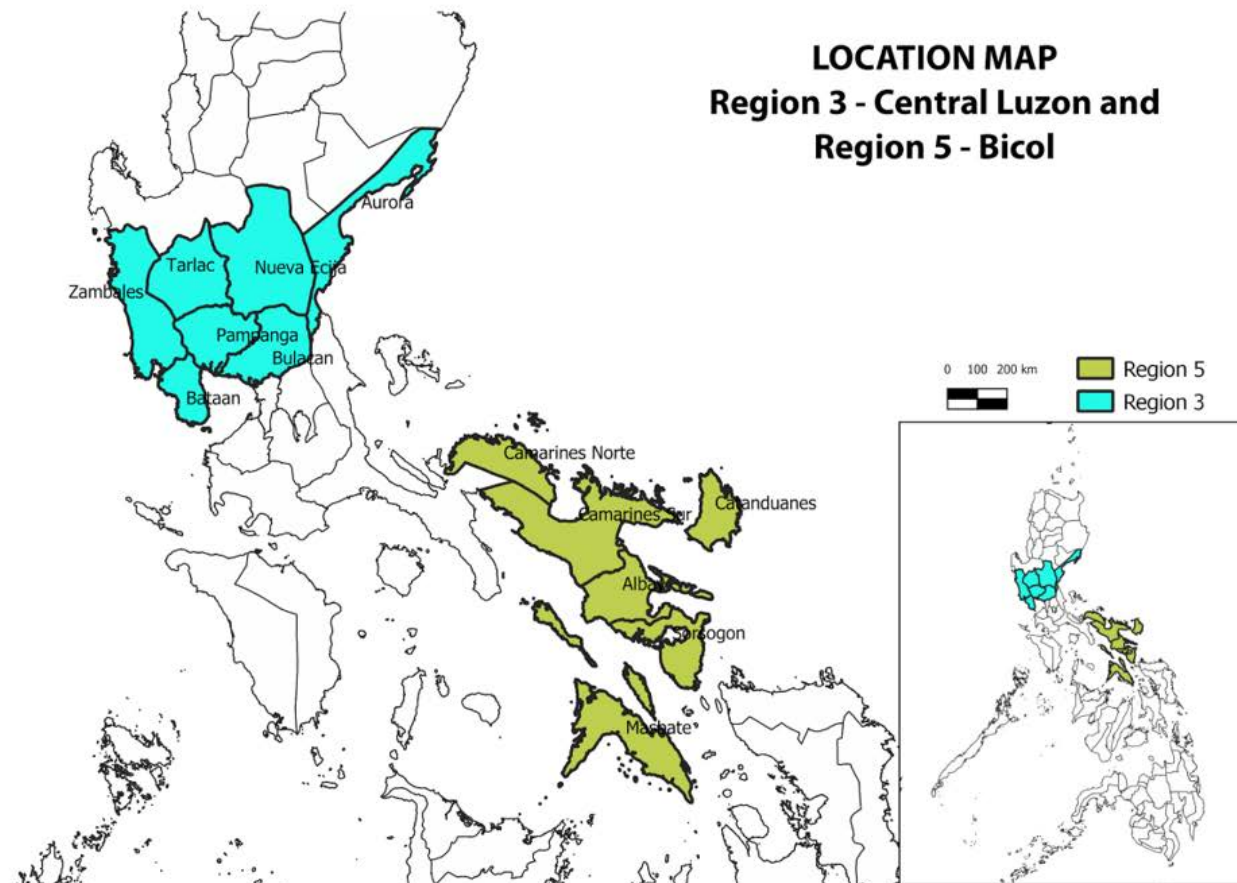 LOCATION MAP
Region 3 - Central Luzon and
Region 5 - Bicol
Aurora
Tarlac
Nueva Ecija
Zambales
Pampanga
Bulacan
Bataan
0 100 200 km
Region 5
Region 3
Camarines Norte
Catanduanes
Camarines Sur
Albay
Sorsogon
Masbate